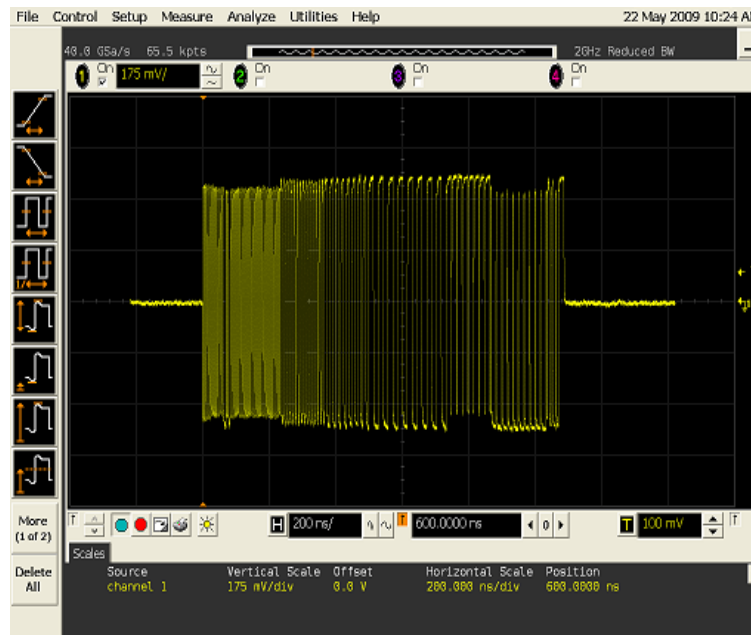 File Control Setup Measure Analyze Utilities Help 22 May 2009 10:24 A
40.0 GSa/s 65.5 kpts 2GHz Reduced BW
1 On 175 mV/ 2 On 3 On 4 On
More
(1 of 2)
Delete
All
H 200 ns/ 600.0000 ns 0 T 100 mV
Scales
Source Vertical Scale Offset Horizontal Scale Position
channel 1 175 mV/div 0.0 V 200.000 ns/div 600.0000 ns